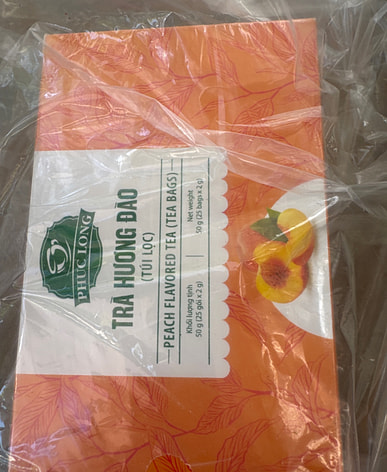 PHUC LONG
TRÀ HƯƠNG ĐÀO
(TÚI LỌC)
PEACH FLAVORED TEA (TEA BAGS)
Khối lượng tịnh
50 g (25 gói x 2 g)
Net weight
50 g (25 bags x 2 g)